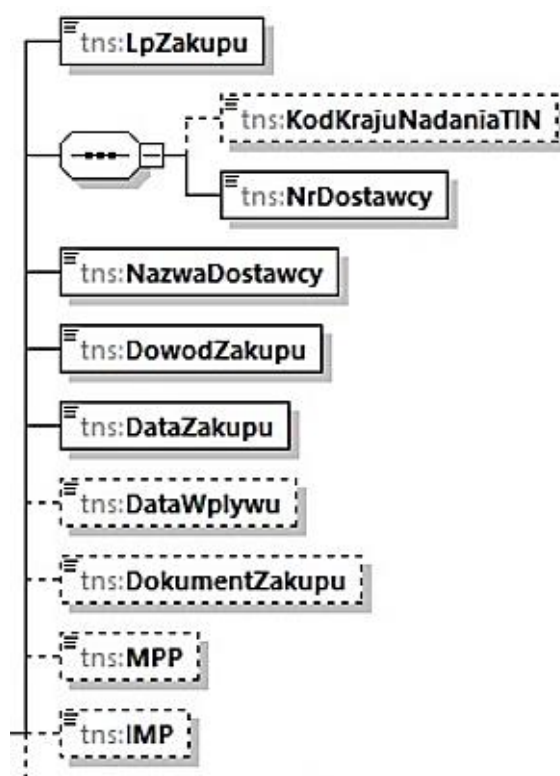 tns:LpZakupu
tns:KodKrajuNadaniaTIN
tns:NrDostawcy
tns:NazwaDostawcy
tns:DowodZakupu
tns:DataZakupu
tns:DataWplywu
tns:DokumentZakupu
tns:MPP
tns:IMP